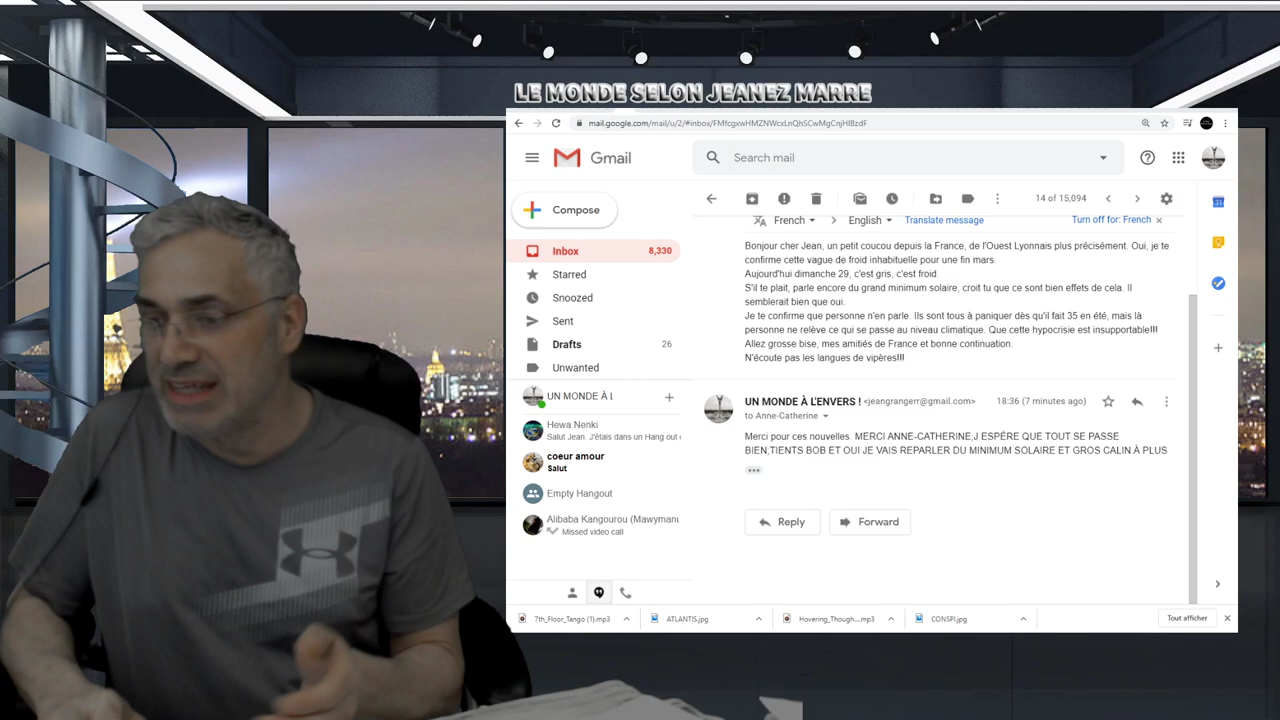 LE MONDE SELON JEANEZ MARRE
mail.google.com/mail/u/2/#inbox/FMfcgxwHMZNWcxLnQhSCwMgCnjHlBzdF
Gmail
Search mail
Compose
14 of 15,094
French
English
Translate message
Turn off for: French
Inbox 8,330
Starred
Snoozed
Sent
Drafts 26
Unwanted
UN MONDE À L
Hewa Nenki
Salut Jean. J'étais dans un Hang out
coeur amour
Salut
Empty Hangout
Alibaba Kangourou (Mawymanu
Missed video call
Bonjour cher Jean, un petit coucou depuis la France, de l'Ouest Lyonnais plus précisément. Oui, je te
confirme cette vague de froid inhabituelle pour une fin mars.
Aujourd'hui dimanche 29, c'est gris, c'est froid.
S'il te plait, parle encore du grand minimum solaire, croit tu que ce sont bien effets de cela. Il
semblerait bien que oui.
Je te confirme que personne n'en parle. Ils sont tous à paniquer dès qu'il fait 35 en été, mais là
personne ne relève ce qui se passe au niveau climatique. Que cette hypocrisie est insupportable!!!
Allez grosse bise, mes amitiés de France et bonne continuation.
N'écoute pas les langues de vipères!!!
UN MONDE À L'ENVERS ! <jeangrangerr@gmail.com> 18:36 (7 minutes ago)
to Anne-Catherine
Merci pour ces nouvelles. MERCI ANNE-CATHERINE,J ESPÈRE QUE TOUT SE PASSE
BIEN,TIENTS BOB ET OUI JE VAIS REPARLER DU MINIMUM SOLAIRE ET GROS CALIN À PLUS
Reply
Forward
7th_Floor_Tango (1).mp3
ATLANTIS.jpg
Hovering_Though....mp3
CONSPI.jpg
Tout afficher